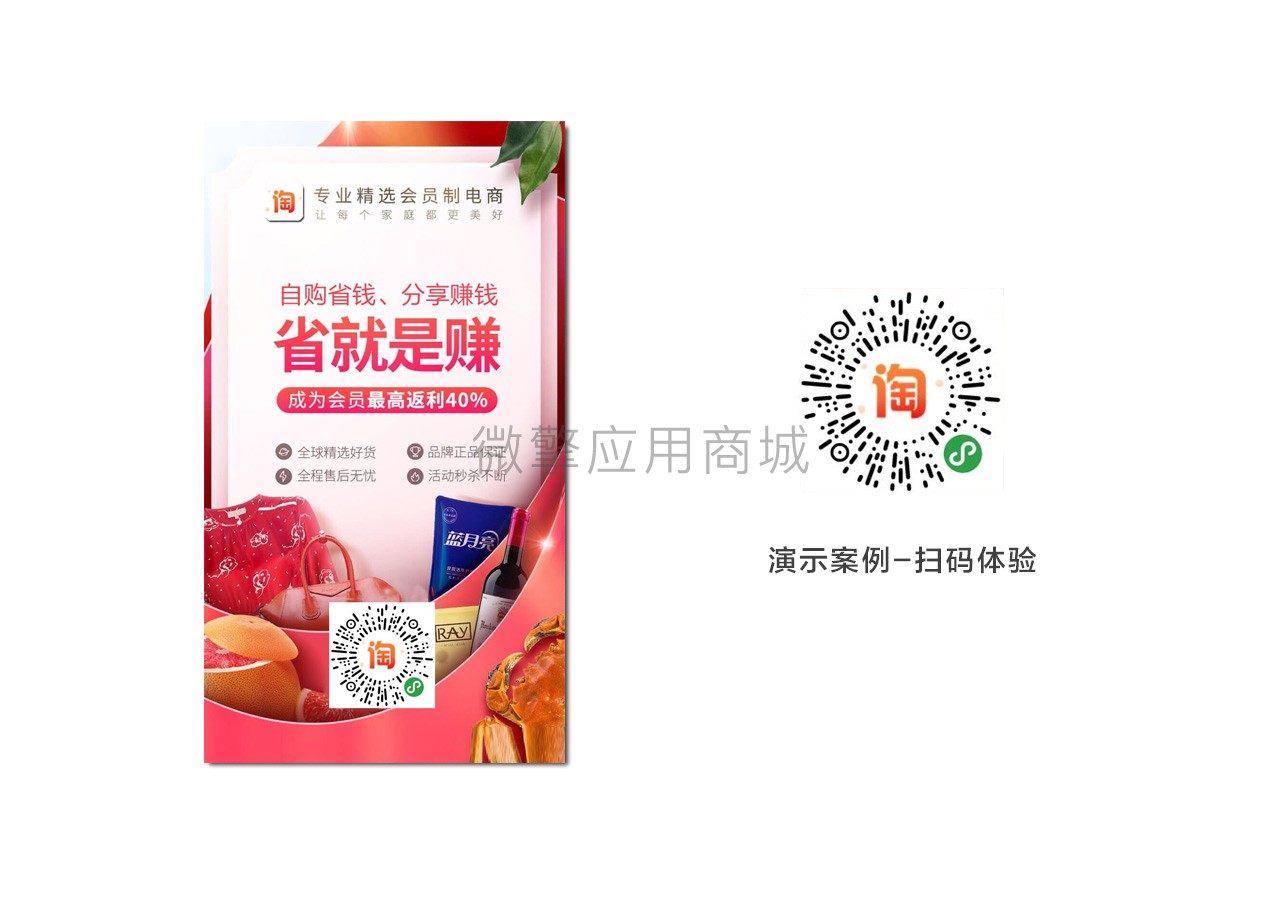 淘
专业精选会员制电商
让每个家庭都更美好
自购省钱、分享赚钱
省就是赚
成为会员最高返利40%
全球精选好货
品牌正品保证
全程售后无忧
活动秒杀不断
蓝月亮
RAY
淘
微擎应用商城
淘
演示案例–扫码体验